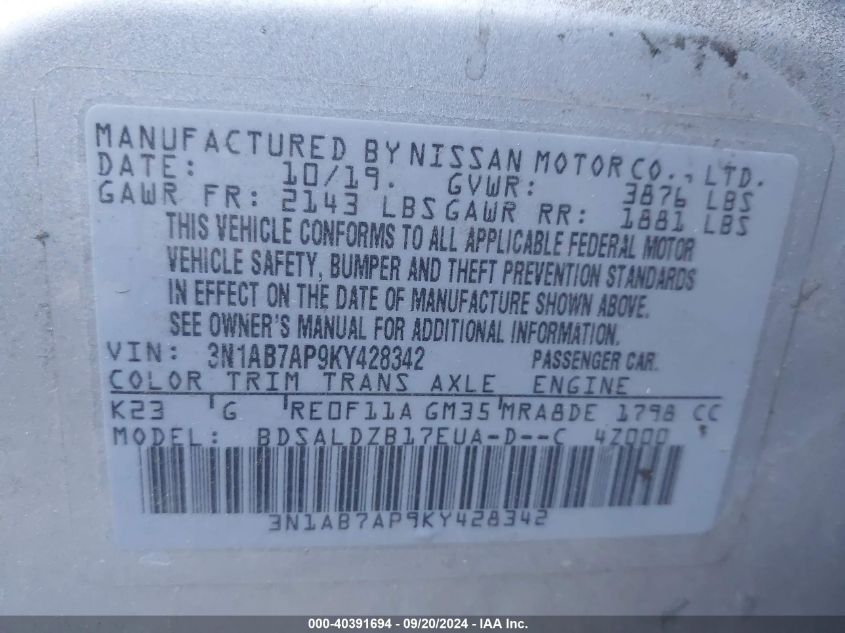 MANUFACTURED BY NISSAN MOTOR CO., LTD.
DATE: 10/19. GVWR: 3876 LBS
GAWR FR: 2143 LBS GAWR RR: 1881 LBS
THIS VEHICLE CONFORMS TO ALL APPLICABLE FEDERAL MOTOR
VEHICLE SAFETY, BUMPER AND THEFT PREVENTION STANDARDS
IN EFFECT ON THE DATE OF MANUFACTURE SHOWN ABOVE.
SEE OWNER'S MANUAL FOR ADDITIONAL INFORMATION.
VIN: 3N1AB7AP9KY428342 PASSENGER CAR.
COLOR TRIM TRANS AXLE ENGINE
K23 G RE0F11A GM35 MRA8DE 1798 CC
MODEL: BDSALDZB17EUA-D--C 4Z000
3N1AB7AP9KY428342
000-40391694 - 09/20/2024 - IAAI.com